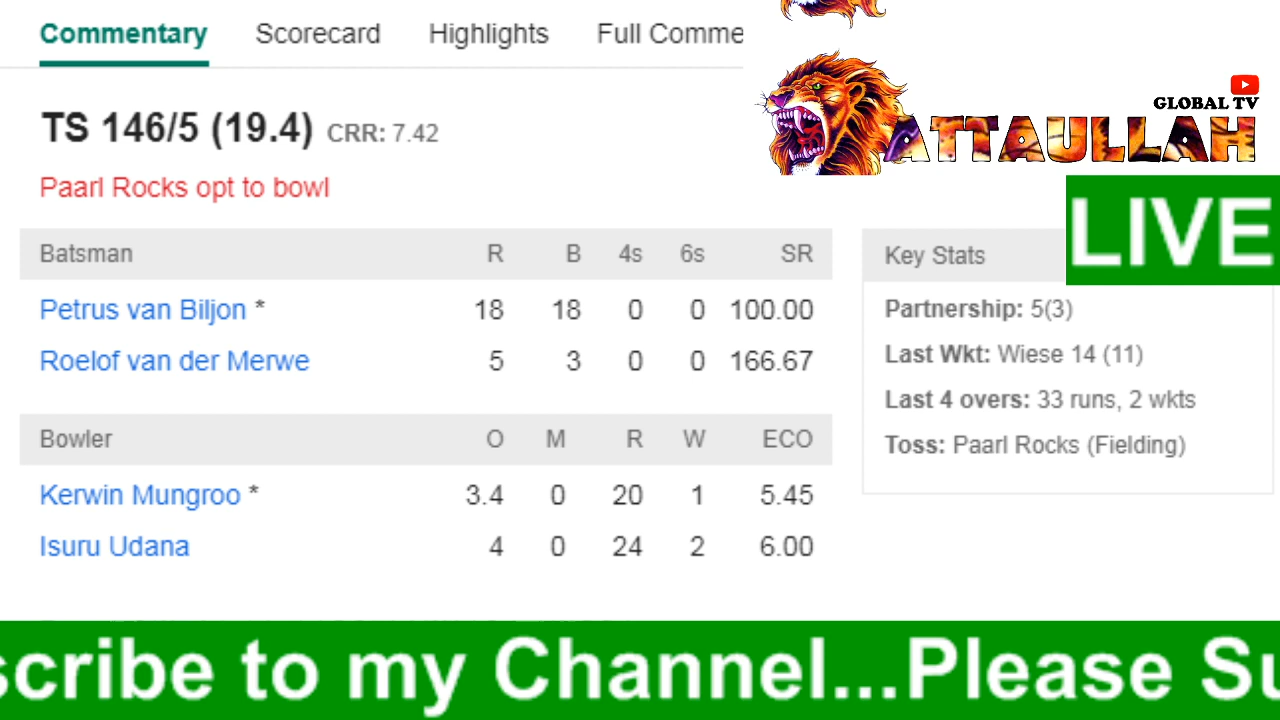 Commentary Scorecard Highlights Full Comme
GLOBAL TV
ATTAULLAH
TS 146/5 (19.4) CRR: 7.42
Paarl Rocks opt to bowl
LIVE
Batsman R B 4s 6s SR
Petrus van Biljon * 18 18 0 0 100.00
Roelof van der Merwe 5 3 0 0 166.67
Bowler O M R W ECO
Kerwin Mungroo * 3.4 0 20 1 5.45
Isuru Udana 4 0 24 2 6.00
Key Stats
Partnership: 5(3)
Last Wkt: Wiese 14 (11)
Last 4 overs: 33 runs, 2 wkts
Toss: Paarl Rocks (Fielding)
scribe to my Channel...Please Su